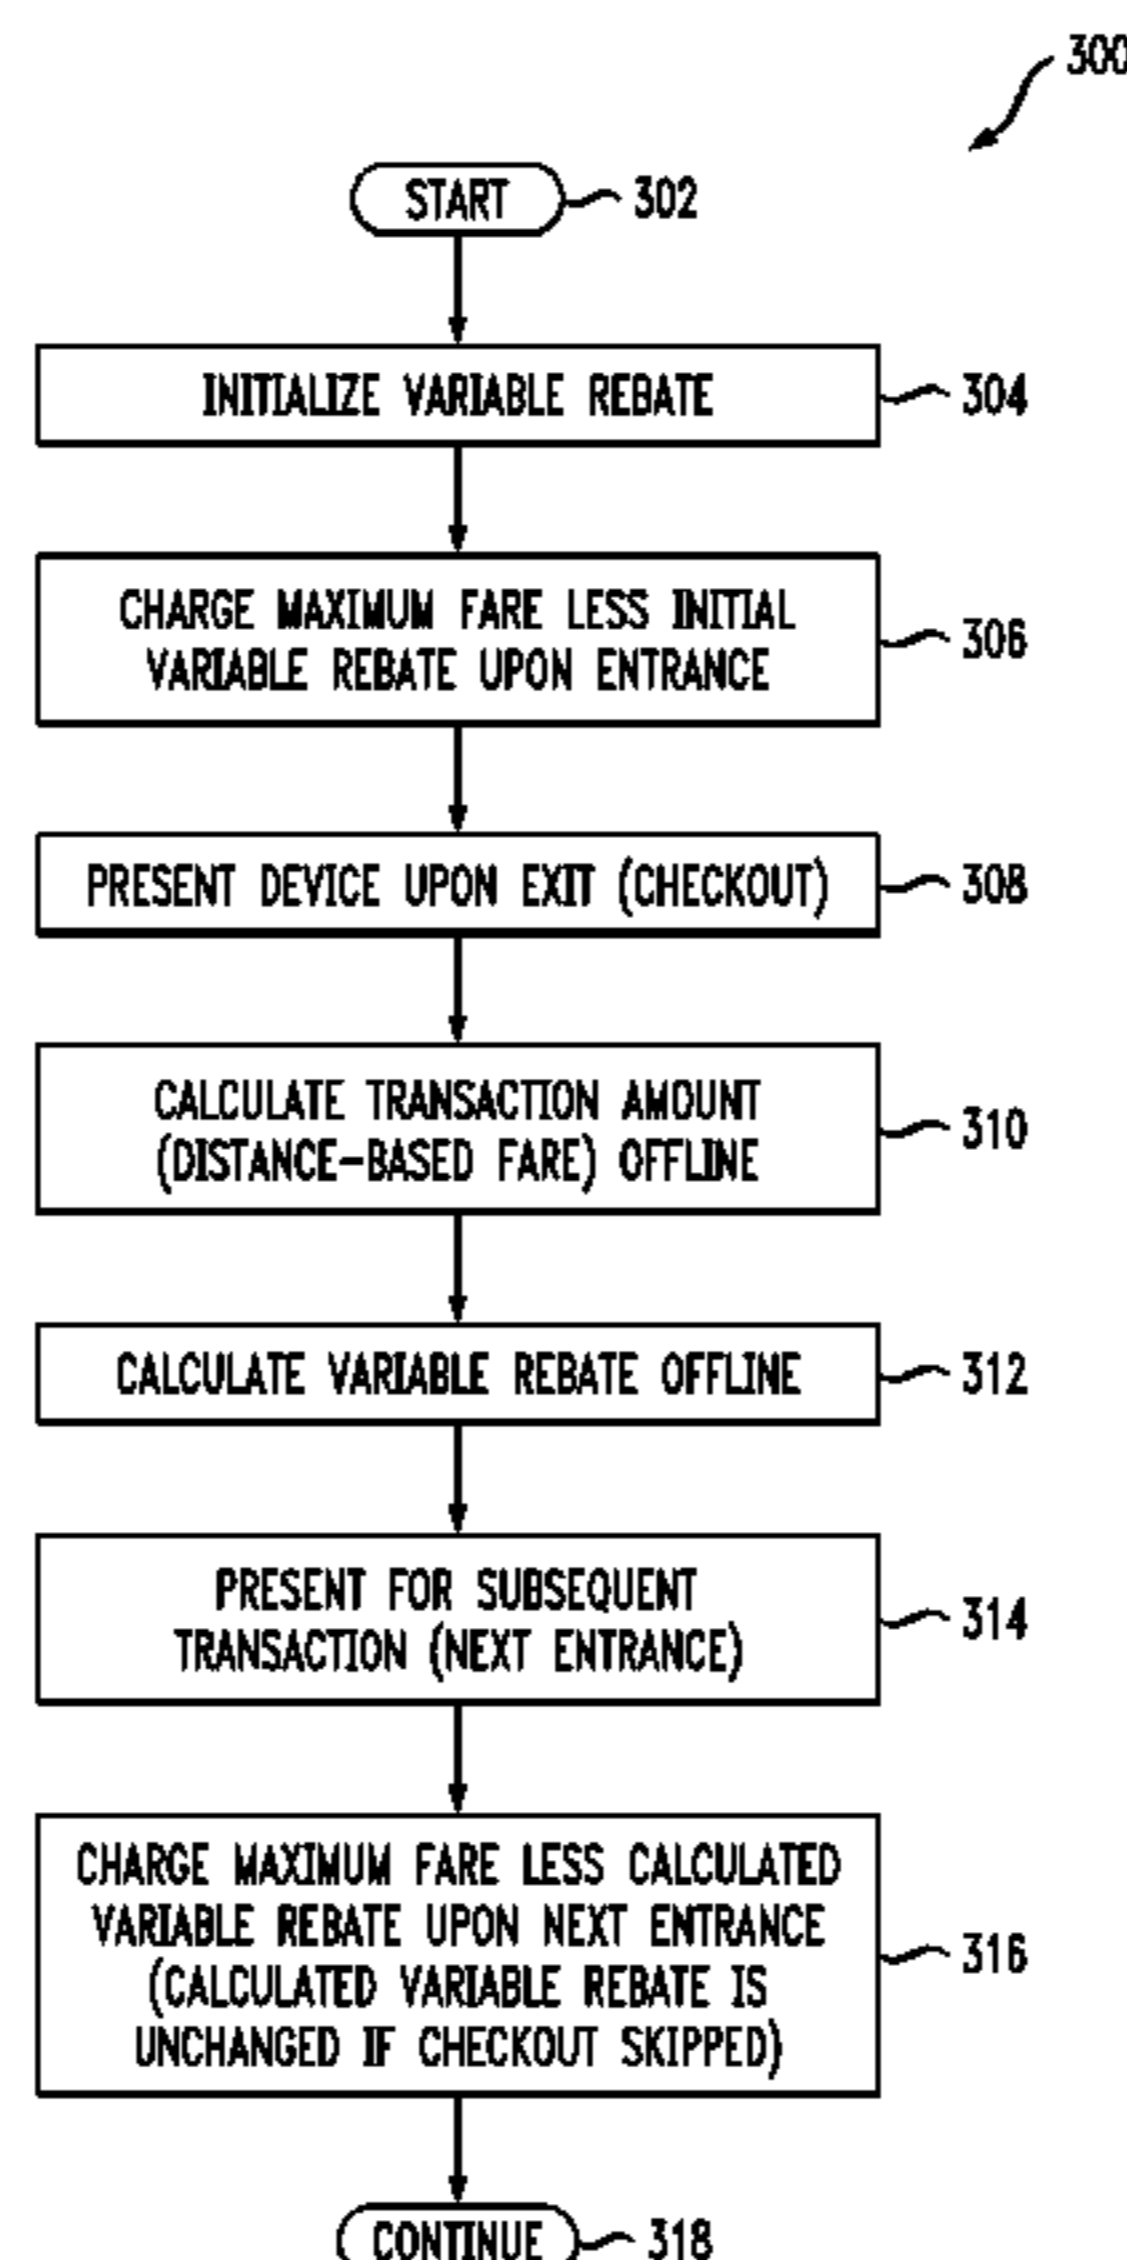 300
START 302
INITIALIZE VARIABLE REBATE 304
CHARGE MAXIMUM FARE LESS INITIAL
VARIABLE REBATE UPON ENTRANCE
306
PRESENT DEVICE UPON EXIT (CHECKOUT) 308
CALCULATE TRANSACTION AMOUNT
(DISTANCE-BASED FARE) OFFLINE
310
CALCULATE VARIABLE REBATE OFFLINE 312
PRESENT FOR SUBSEQUENT
TRANSACTION (NEXT ENTRANCE)
314
CHARGE MAXIMUM FARE LESS CALCULATED
VARIABLE REBATE UPON NEXT ENTRANCE
(CALCULATED VARIABLE REBATE IS
UNCHANGED IF CHECKOUT SKIPPED)
316
CONTINUE 318